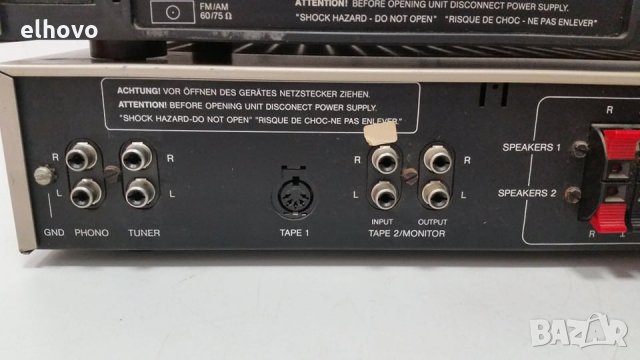 elhovo
FM/AM
60/75 Ω
ATTENTION! BEFORE OPENING UNIT DISCONNECT POWER SUPPLY.
"SHOCK HAZARD - DO NOT OPEN" "RISQUE DE CHOC - NE PAS ENLEVER"
ACHTUNG! VOR ÖFFNEN DES GERÄTES NETZSTECKER ZIEHEN.
ATTENTION! BEFORE OPENING UNIT DISCONECT POWER SUPPLY.
"SHOCK HAZARD-DO NOT OPEN" "RISQUE DE CHOC-NE PAS ENLEVER."
R
SPEAKERS 1
R R R R
SPEAKERS 2
L L L L
INPUT OUTPUT
GND PHONO TUNER TAPE 1 TAPE 2/MONITOR
R
BAZAR.bg